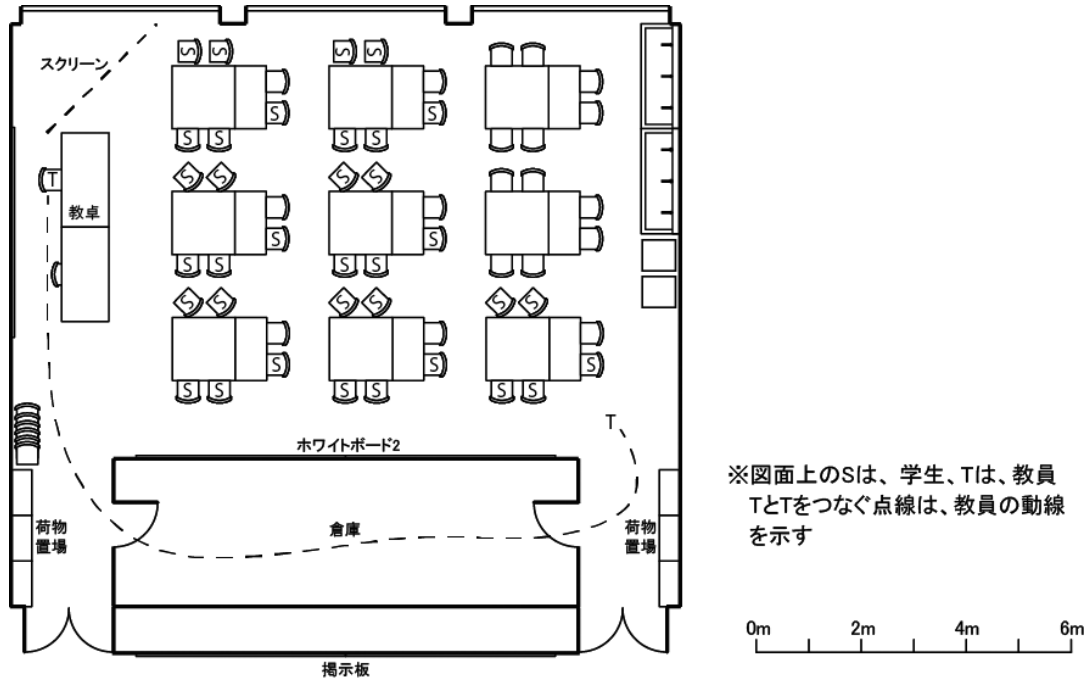 スクリーン
S S S S
S S
S S S S
T
S S S S
教卓
S S
S S S S
S S S S S S
S S S
S S S S S S
T
ホワイトボード2
荷物
置場
倉庫
荷物
置場
掲示板
※図面上のSは、学生、Tは、教員
TとTをつなぐ点線は、教員の動線
を示す
0m 2m 4m 6m